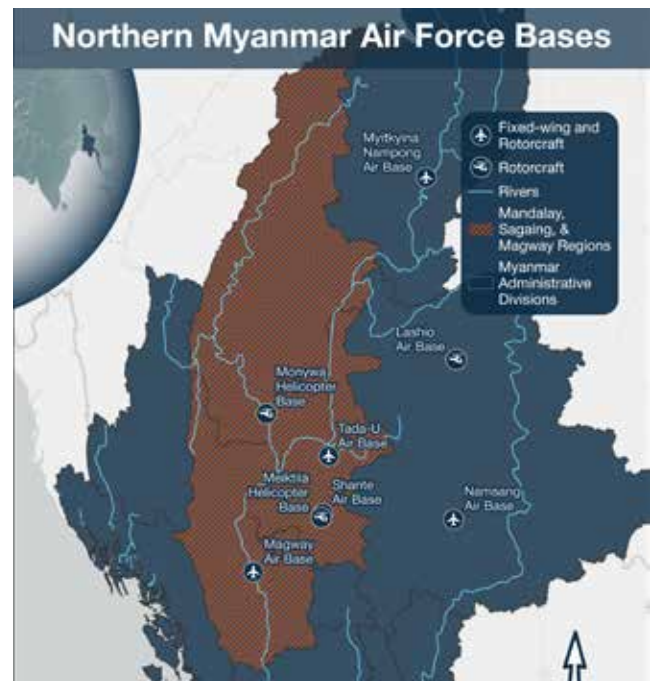 Northern Myanmar Air Force Bases
Myitkyina
Nampong
Air Base
Fixed-wing and
Rotorcraft
Rotorcraft
Rivers
Mandalay,
Sagaing, &
Magway Regions
Myanmar
Administrative
Divisions
Lashio
Air Base
Monywa
Helicopter
Base
Tada-U
Air Base
Meiktila
Helicopter
Base
Shante
Air Base
Namsang
Air Base
Magway
Air Base